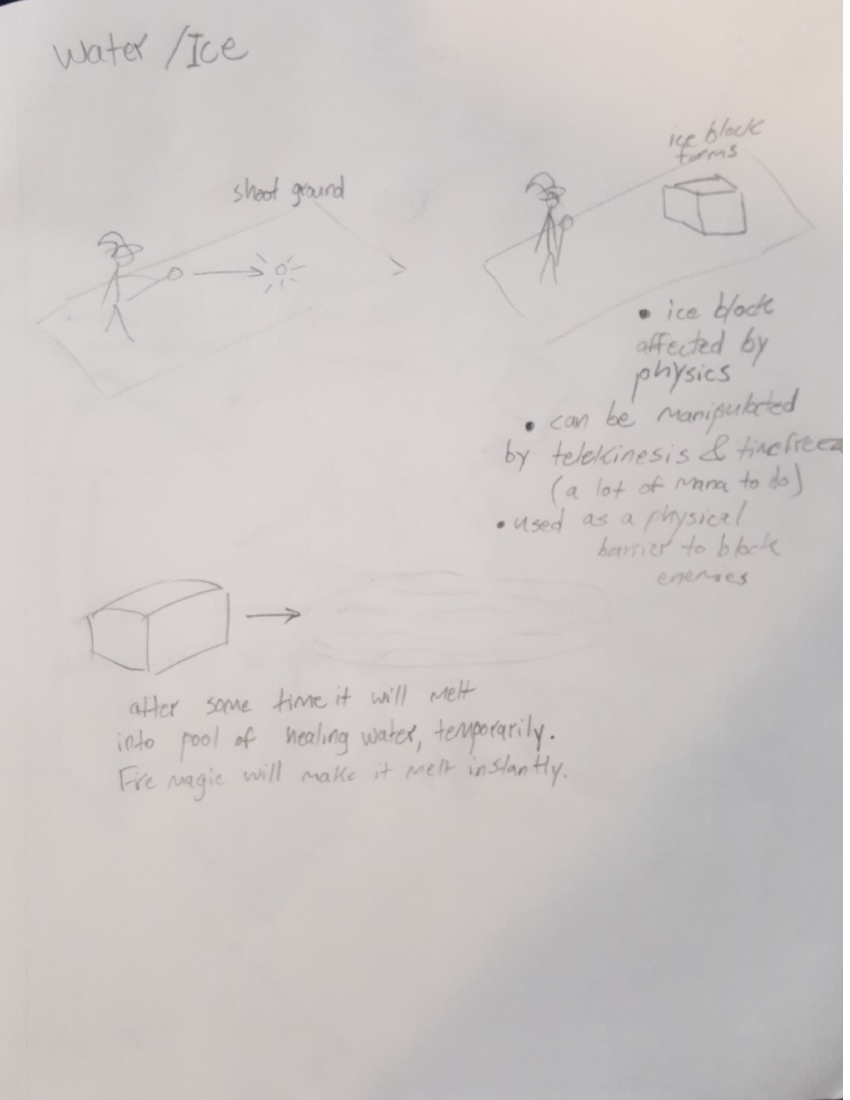 Water/Ice
shoot ground
ice block
forms
• ice block
affected by
physics
• can be manipulated
by telekinesis & timefreez
(a lot of mana to do)
• used as a physical
barrier to block
enemies
after some time it will melt
into pool of healing water, temporarily.
Fire magic will make it melt instantly.